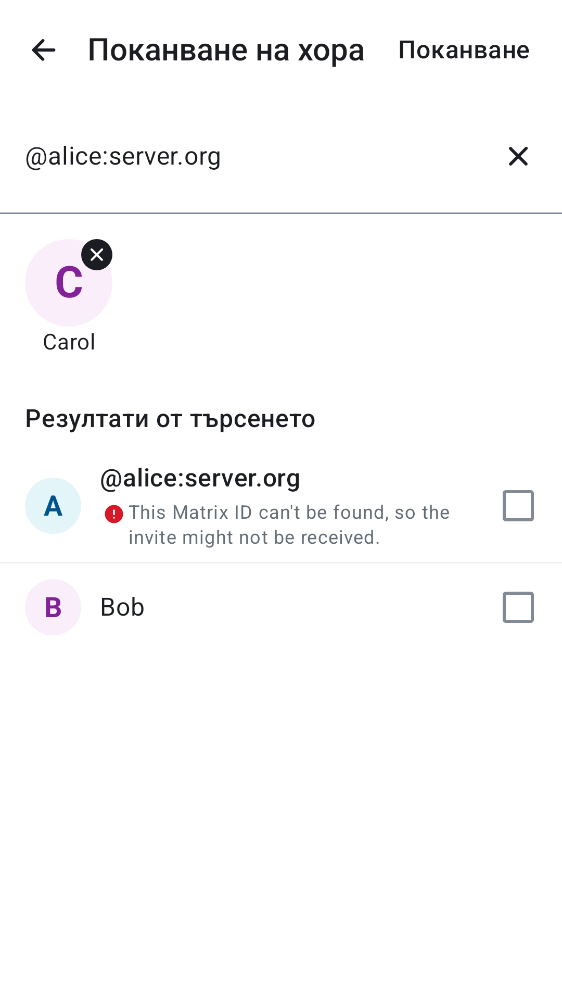 Поканване на хора
Поканване
@alice:server.org
C
Carol
Резултати от търсенето
A
@alice:server.org
This Matrix ID can't be found, so the
invite might not be received.
B
Bob